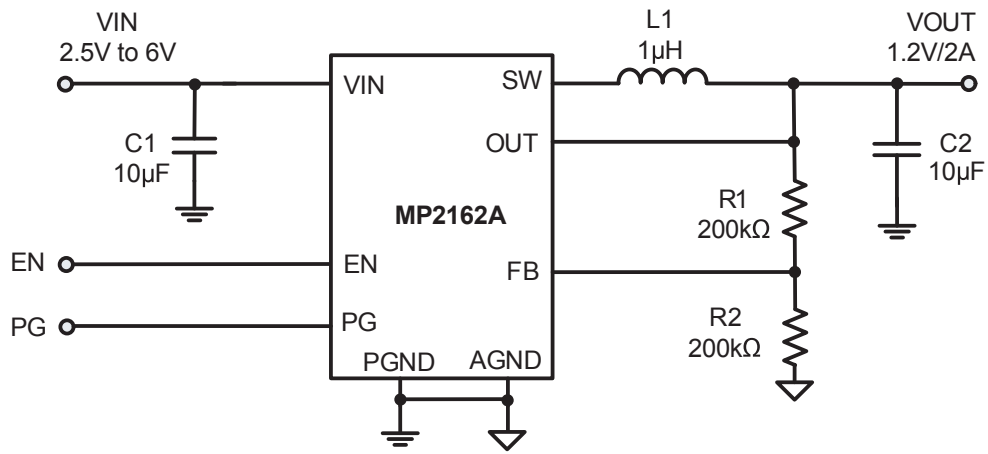 VIN
2.5V to 6V
L1
1µH
VOUT
1.2V/2A
VIN
SW
C1
10µF
OUT
C2
10µF
MP2162A
R1
200kΩ
EN
EN
FB
PG
PG
R2
200kΩ
PGND
AGND